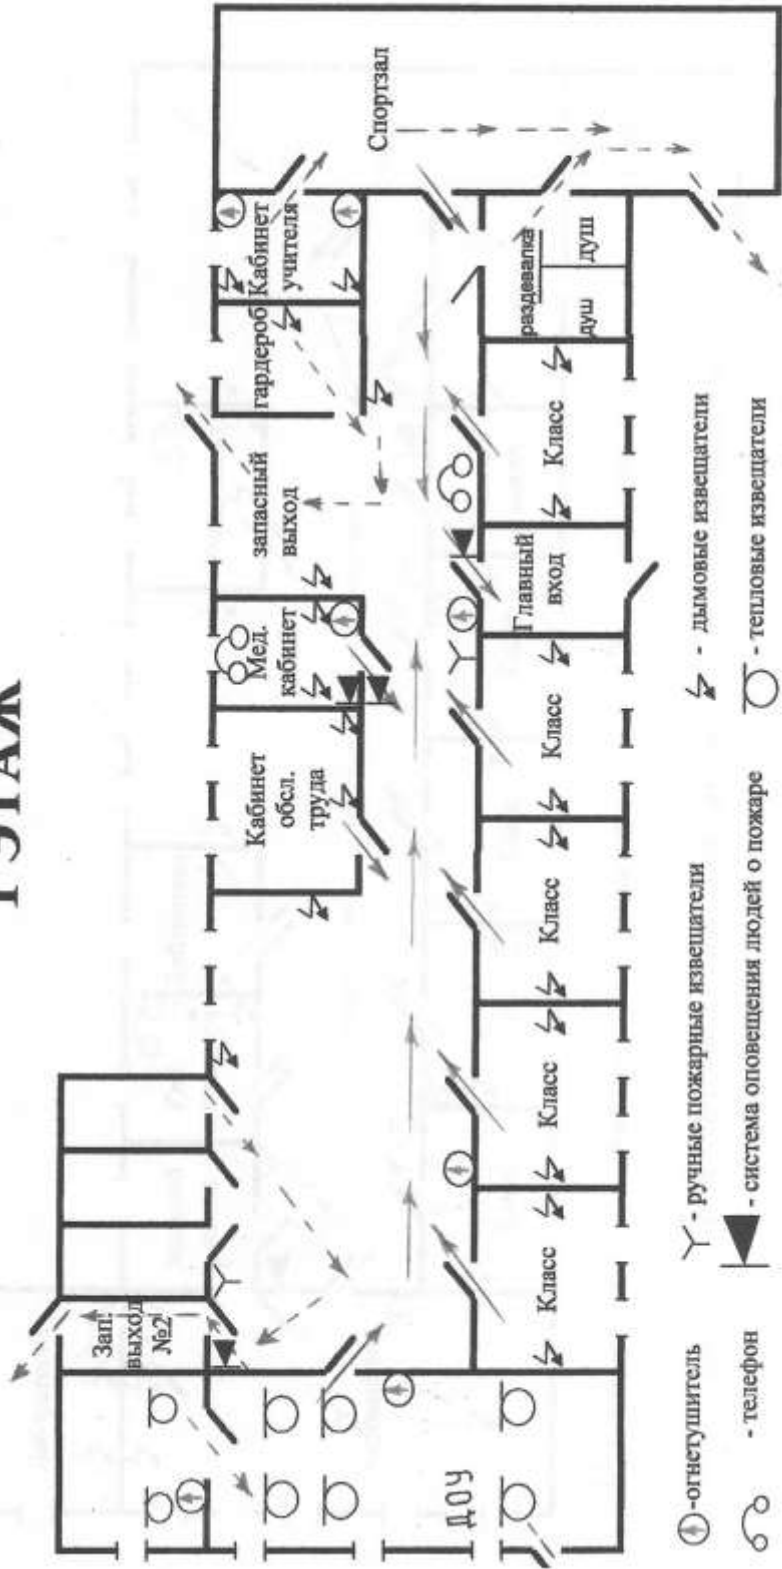 1 ЭТАЖ
Зап.
выход
№2
Кабинет
обсл.
труда
Мед.
кабинет
запасный
выход
гардероб
Кабинет
учителя
Спортзал
ДОУ
Класс
Класс
Класс
Класс
Главный
вход
Класс
раздевалка
душ
душ
-огнетушитель
- ручные пожарные извещатели
- дымовые извещатели
- телефон
- система оповещения людей о пожаре
- тепловые извещатели